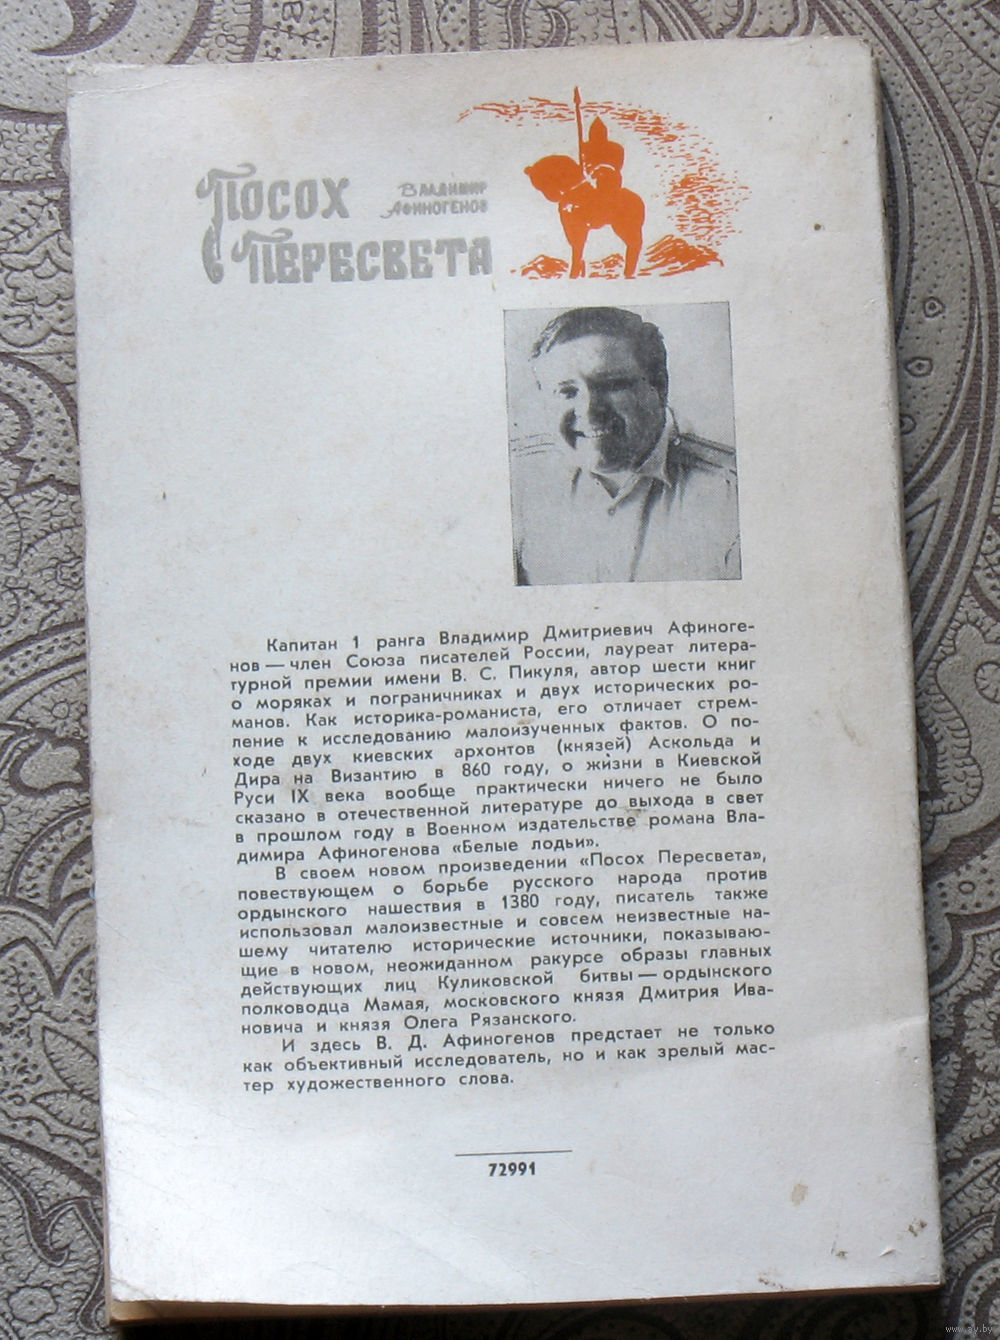 Посох
Владимир
Афиногенов
Пересвета
Капитан 1 ранга Владимир Дмитриевич Афиноге-
нов — член Союза писателей России, лауреат литера-
турной премии имени В. С. Пикуля, автор шести книг
о моряках и пограничниках и двух исторических ро-
манов. Как историка-романиста, его отличает стрем-
ление к исследованию малоизученных фактов. О по-
ходе двух киевских архонтов (князей) Аскольда и
Дира на Византию в 860 году, о жизни в Киевской
Руси IX века вообще практически ничего не было
сказано в отечественной литературе до выхода в свет
в прошлом году в Военном издательстве романа Вла-
димира Афиногенова «Белые лодьи».
В своем новом произведении «Посох Пересвета»,
повествующем о борьбе русского народа против
ордынского нашествия в 1380 году, писатель также
использовал малоизвестные и совсем неизвестные на-
шему читателю исторические источники, показываю-
щие в новом, неожиданном ракурсе образы главных
действующих лиц Куликовской битвы — ордынского
полководца Мамая, московского князя Дмитрия Ива-
новича и князя Олега Рязанского.
И здесь В. Д. Афиногенов предстает не только
как объективный исследователь, но и как зрелый мас-
тер художественного слова.
72991
www.ay.by